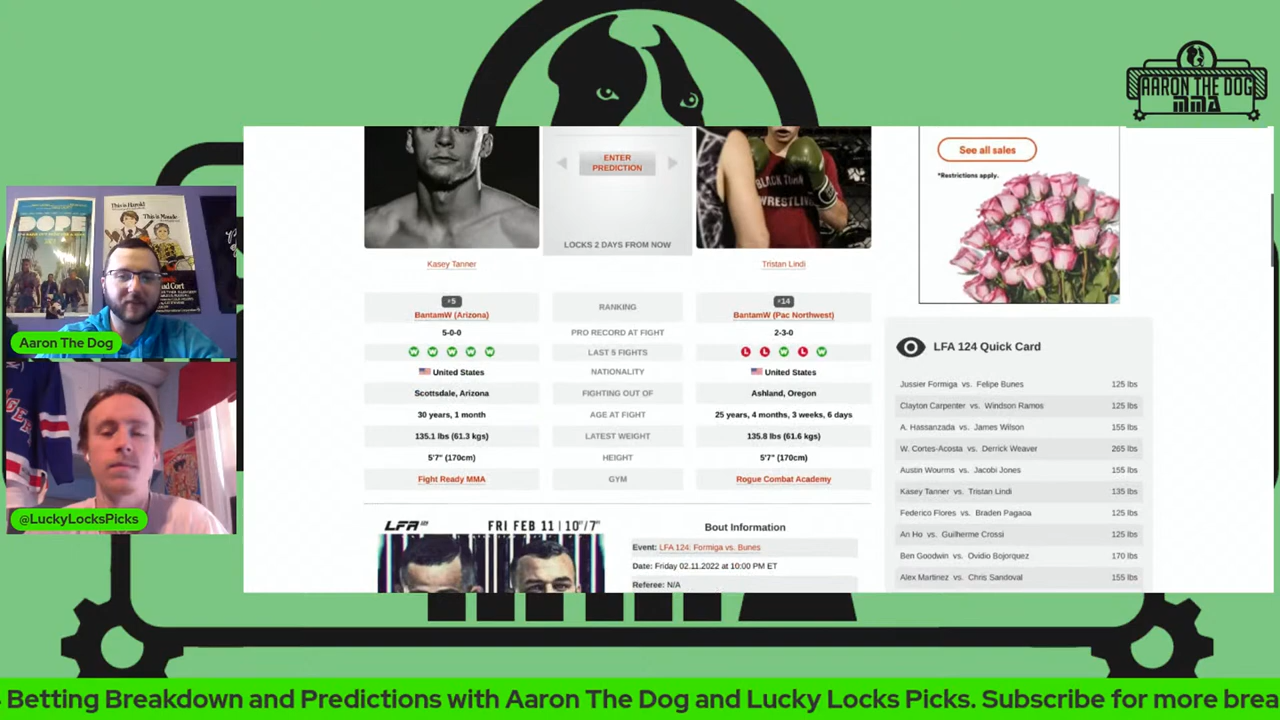 AARON THE DOG
MMA
This is Harold
This is Maude
DOPE
Aaron The Dog
@LuckyLocksPicks
ENTER
PREDICTION
LOCKS 2 DAYS FROM NOW
BLACK TOWN
WRESTLING
Kasey Tanner
Tristan Lindi
BantamW (Arizona)
RANKING
BantamW (Pac Northwest)
5-0-0
PRO RECORD AT FIGHT
2-3-0
W W W W W
LAST 5 FIGHTS
L L W L W
United States
NATIONALITY
United States
Scottsdale, Arizona
FIGHTING OUT OF
Ashland, Oregon
30 years, 1 month
AGE AT FIGHT
25 years, 4 months, 3 weeks, 6 days
135.1 lbs (61.3 kgs)
LATEST WEIGHT
135.8 lbs (61.6 kgs)
5'7" (170cm)
HEIGHT
5'7" (170cm)
Fight Ready MMA
GYM
Rogue Combat Academy
LFA
FRI FEB 11 | 10"/7"
Bout Information
Event: LFA 124: Formiga vs. Bunes
Date: Friday 02.11.2022 at 10:00 PM ET
Referee: N/A
See all sales
*Restrictions apply.
LFA 124 Quick Card
Jussier Formiga vs. Felipe Bunes 125 lbs
Clayton Carpenter vs. Windson Ramos 125 lbs
A. Hassanzada vs. James Wilson 155 lbs
W. Cortes-Acosta vs. Derrick Weaver 265 lbs
Austin Wourms vs. Jacobi Jones 155 lbs
Kasey Tanner vs. Tristan Lindi 135 lbs
Federico Flores vs. Braden Pagaoa 125 lbs
An Ho vs. Guilherme Crossi 125 lbs
Ben Goodwin vs. Ovidio Bojorquez 170 lbs
Alex Martinez vs. Chris Sandoval 155 lbs
Betting Breakdown and Predictions with Aaron The Dog and Lucky Locks Picks. Subscribe for more brea